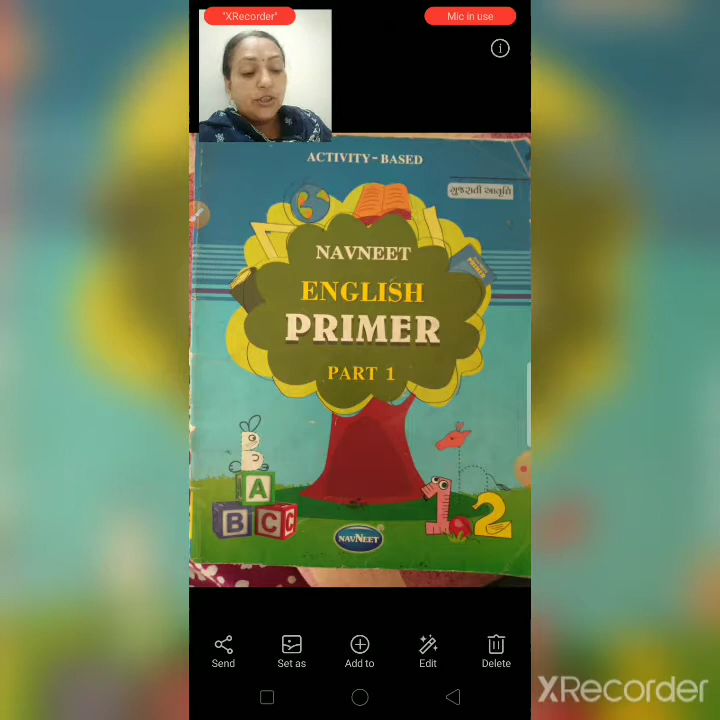 "XRecorder"
Mic in use
ACTIVITY-BASED
ગુજરાતી આવૃત્તિ
NAVNEET
PRIMER
ENGLISH
PRIMER
PART 1
A
B C C
1 2
NAVNEET
Send Set as Add to Edit Delete
XRecorder